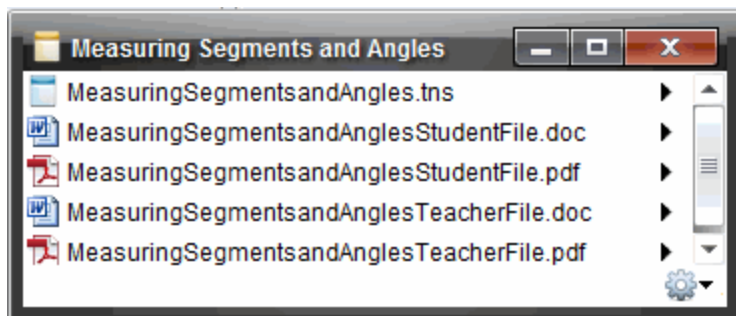 Measuring Segments and Angles
MeasuringSegmentsandAngles.tns
MeasuringSegmentsandAnglesStudentFile.doc
MeasuringSegmentsandAnglesStudentFile.pdf
MeasuringSegmentsandAnglesTeacherFile.doc
MeasuringSegmentsandAnglesTeacherFile.pdf